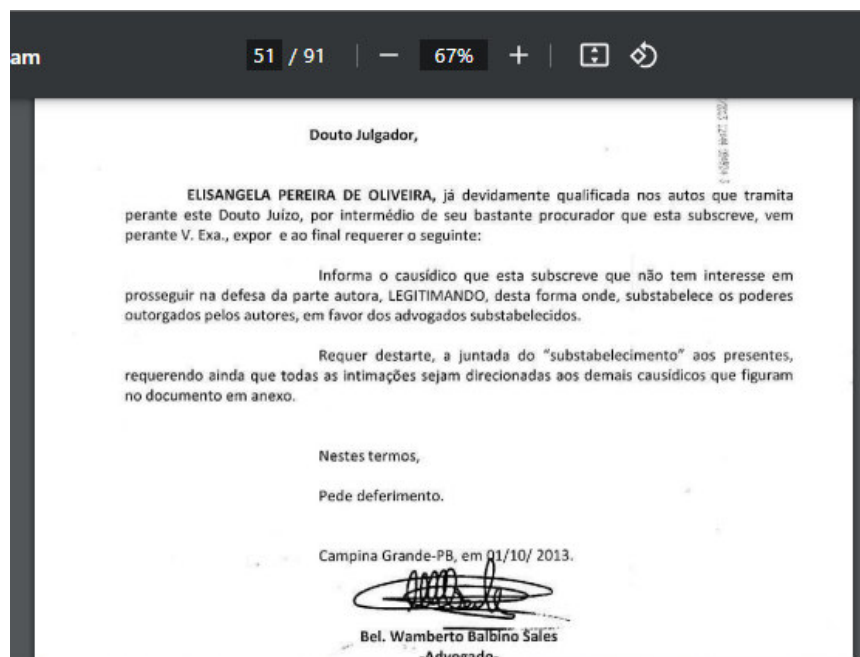 am
51 / 91 | − 67% + |
Douto Julgador,
ELISANGELA PEREIRA DE OLIVEIRA, já devidamente qualificada nos autos que tramita
perante este Douto Juízo, por intermédio de seu bastante procurador que esta subscreve, vem
perante V. Exa., expor e ao final requerer o seguinte:
Informa o causídico que esta subscreve que não tem interesse em
prosseguir na defesa da parte autora, LEGITIMANDO, desta forma onde, substabelece os poderes
outorgados pelos autores, em favor dos advogados substabelecidos.
Requer destarte, a juntada do “substabelecimento” aos presentes,
requerendo ainda que todas as intimações sejam direcionadas aos demais causídicos que figuram
no documento em anexo.
Nestes termos,
Pede deferimento.
Campina Grande-PB, em 01/10/ 2013.
Bel. Wamberto Balbino Sales
-Advogado-